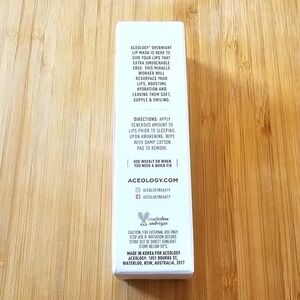 ACEOLOGY® OVERNIGHT
LIP MASK IS HERE TO
GIVE YOUR LIPS THAT
EXTRA SMOOCHABLE
EDGE. THIS MIRACLE
WORKER WILL
RESURFACE YOUR
LIPS, BOOSTING
HYDRATION AND
LEAVING THEM SOFT,
SUPPLE & SMILING.
DIRECTIONS: APPLY
GENEROUS AMOUNT TO
LIPS PRIOR TO SLEEPING.
UPON AWAKENING, WIPE
WITH DAMP COTTON
PAD TO REMOVE.
USE WEEKLY OR WHEN
YOU NEED A QUICK FIX
ACEOLOGY.COM
ACEOLOGYBEAUTY
ACEOLOGYBEAUTY
crueltyfree
andvegan
CAUTION: FOR EXTERNAL USE ONLY.
STOP USE IF IRRITATION OCCURS.
STORE OUT OF DIRECT SUNLIGHT.
STORE BELOW 30°C.
MADE IN KOREA FOR ACEOLOGY
ACEOLOGY: 1057 BOURKE ST,
WATERLOO, NSW, AUSTRALIA, 2017